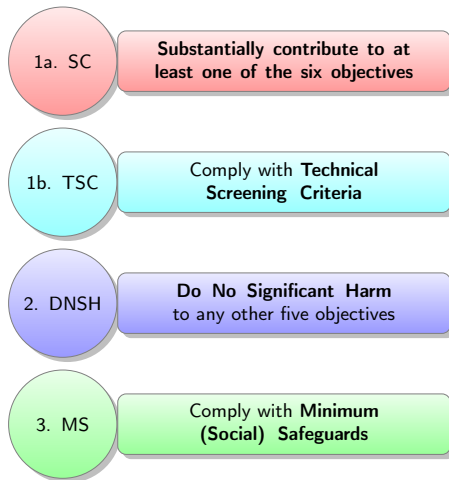 1a. SC
Substantially contribute to at
least one of the six objectives
1b. TSC
Comply with Technical
Screening Criteria
2. DNSH
Do No Significant Harm
to any other five objectives
3. MS
Comply with Minimum
(Social) Safeguards